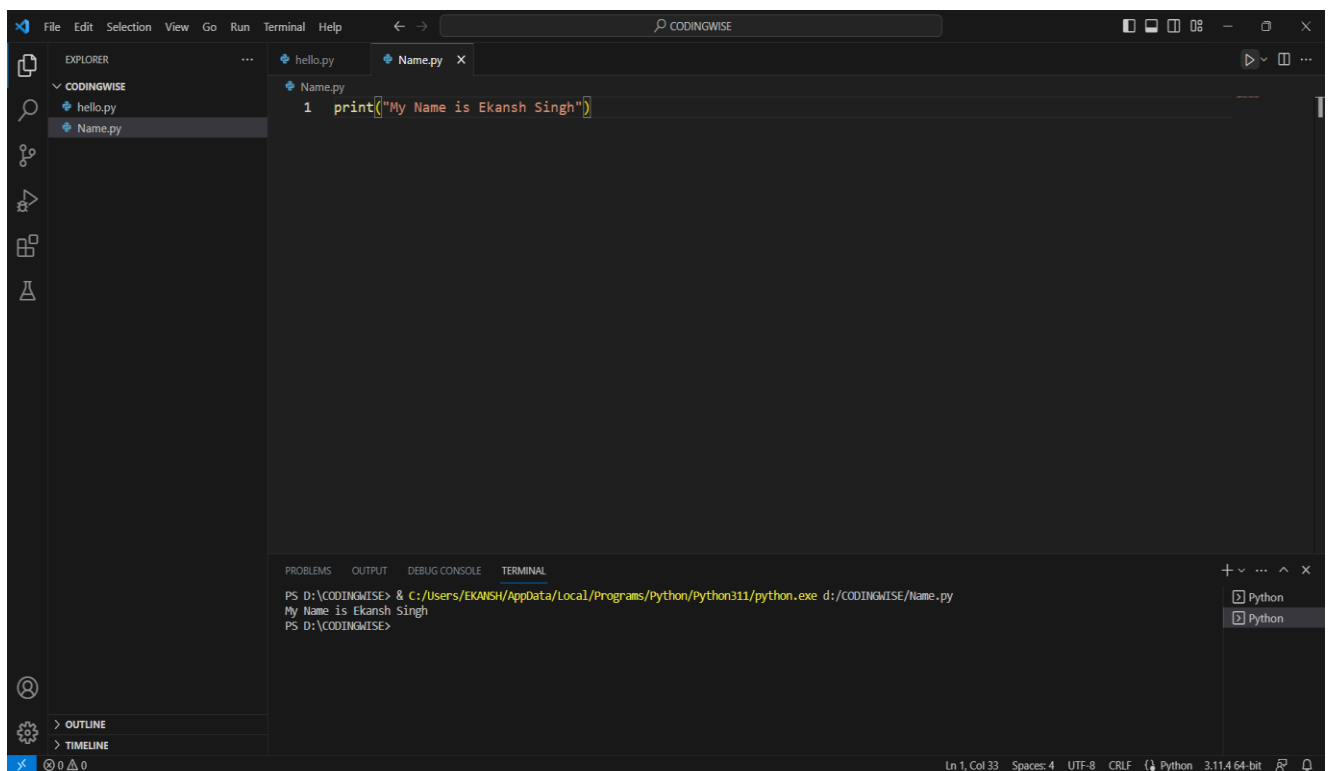 File Edit Selection View Go Run Terminal Help CODINGWISE
EXPLORER ... hello.py Name.py
CODINGWISE
hello.py
Name.py
Name.py
1 print("My Name is Ekansh Singh")
PROBLEMS OUTPUT DEBUG CONSOLE TERMINAL
PS D:\CODINGWISE> & C:/Users/EKANSH/AppData/Local/Programs/Python/Python311/python.exe d:/CODINGWISE/Name.py
My Name is Ekansh Singh
PS D:\CODINGWISE>
Python
Python
OUTLINE
TIMELINE
0 0 Ln 1, Col 33 Spaces: 4 UTF-8 CRLF Python 3.11.4 64-bit